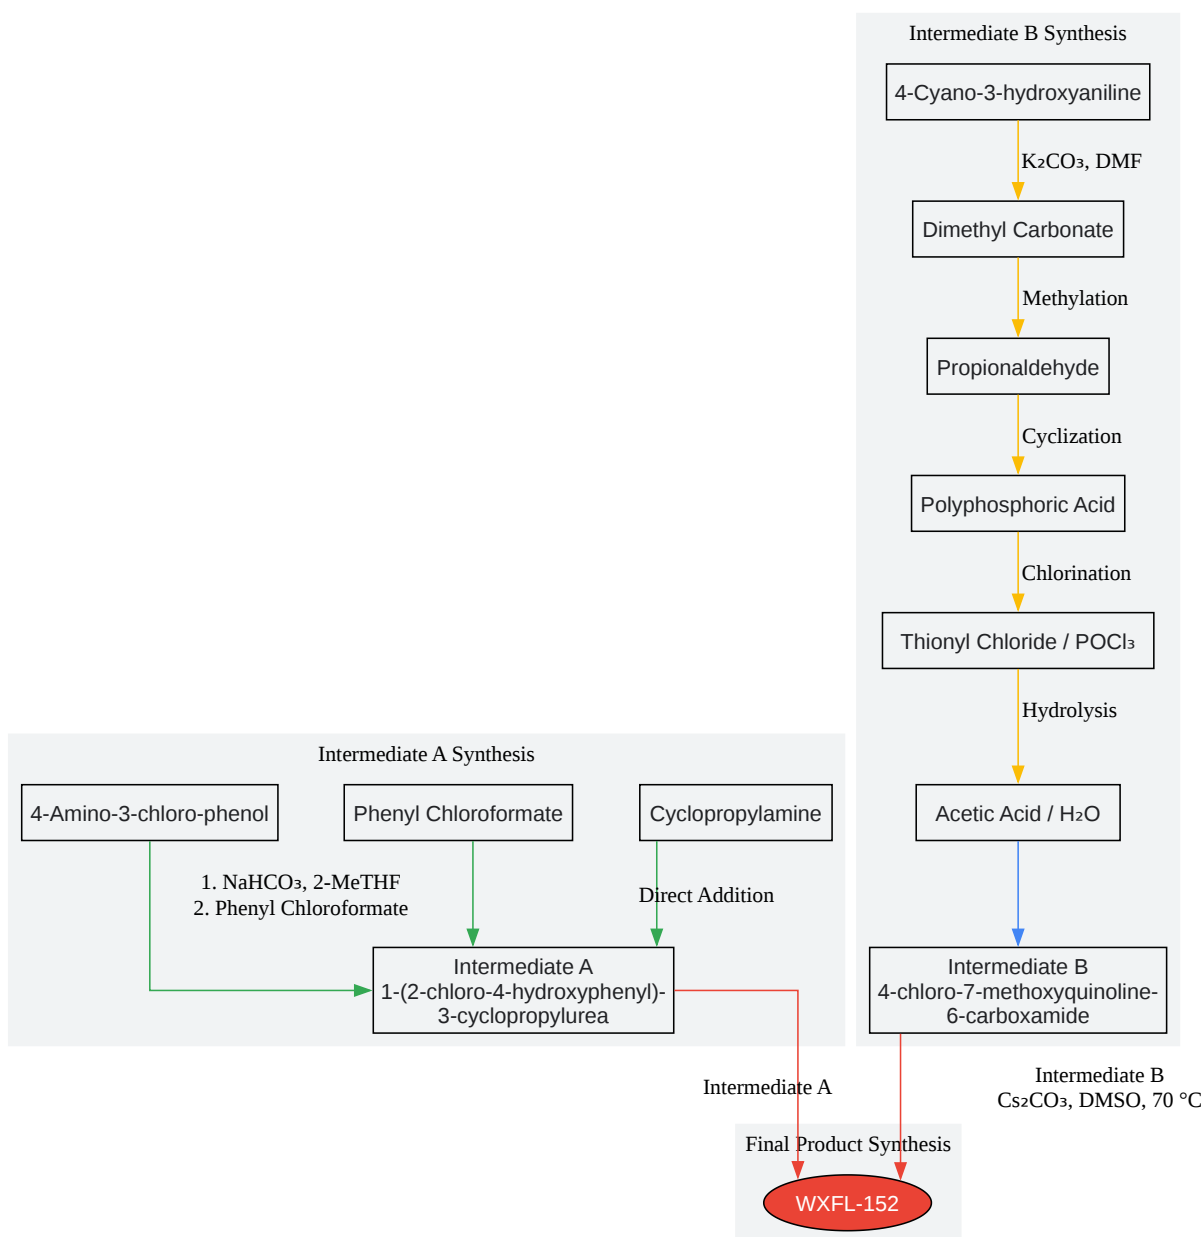 Intermediate B Synthesis
4-Cyano-3-hydroxyaniline
K₂CO₃, DMF
Dimethyl Carbonate
Methylation
Propionaldehyde
Cyclization
Polyphosphoric Acid
Chlorination
Thionyl Chloride / POCl₃
Hydrolysis
Acetic Acid / H₂O
Intermediate B
4-chloro-7-methoxyquinoline-
6-carboxamide
Intermediate A Synthesis
4-Amino-3-chloro-phenol
Phenyl Chloroformate
Cyclopropylamine
1. NaHCO₃, 2-MeTHF
2. Phenyl Chloroformate
Direct Addition
Intermediate A
1-(2-chloro-4-hydroxyphenyl)-
3-cyclopropylurea
Intermediate A
Intermediate B
Cs₂CO₃, DMSO, 70 °C
Final Product Synthesis
WXFL-152